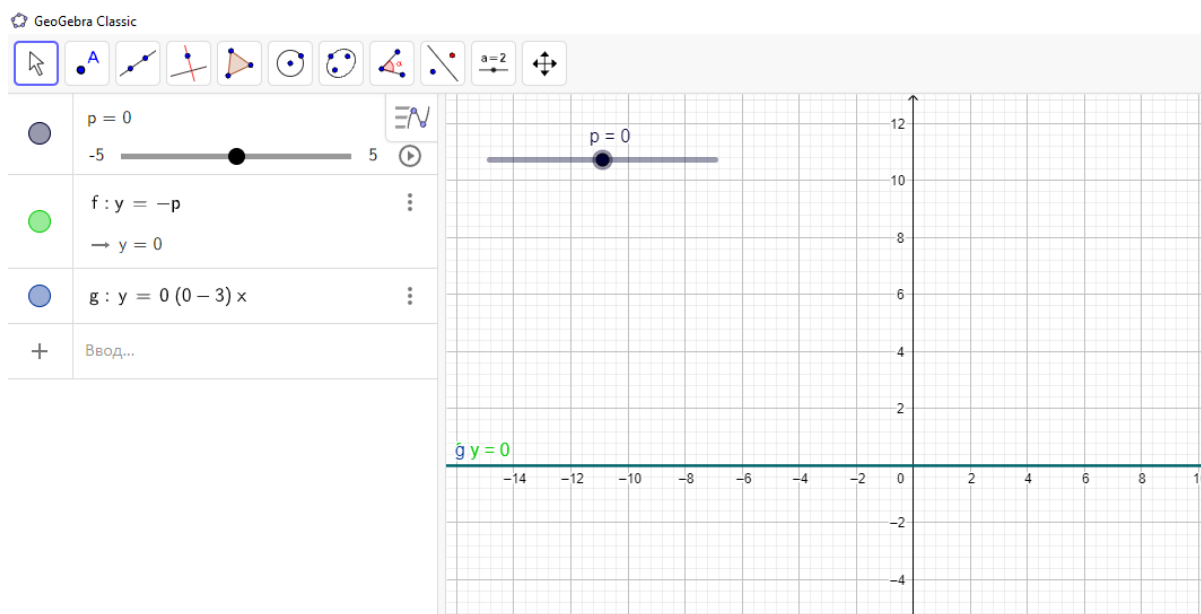 GeoGebra Classic
A
α
a=2
p = 0
-5
5
f : y = −p
→ y = 0
g : y = 0 (0 − 3) x
+
Ввод...
p = 0
12
10
8
6
4
2
g y = 0
−14 −12 −10 −8 −6 −4 −2 0 2 4 6 8 1
−2
−4